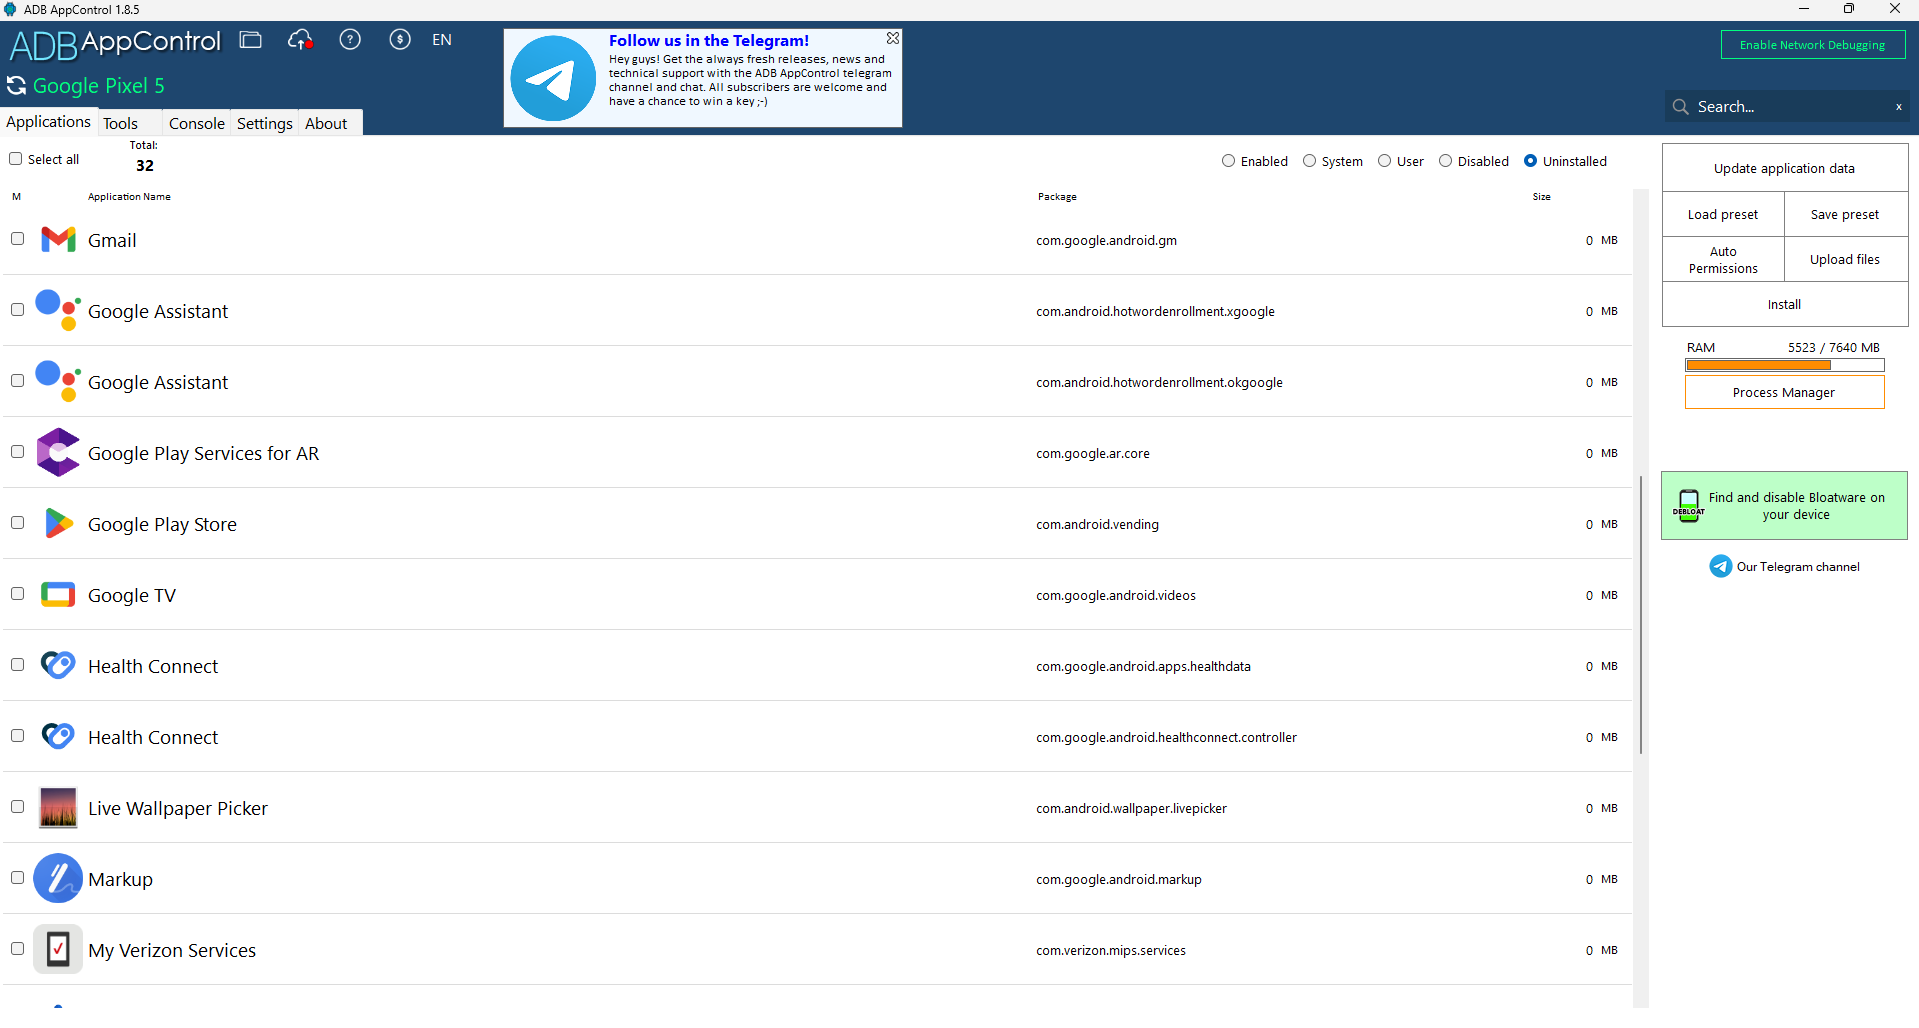 ADB AppControl 1.8.5
ADB AppControl
EN
Follow us in the Telegram!
Hey guys! Get the always fresh releases, news and
technical support with the ADB AppControl telegram
channel and chat. All subscribers are welcome and
have a chance to win a key ;-)
Enable Network Debugging
Google Pixel 5
Search...
x
Applications
Tools
Console
Settings
About
Select all
Total:
32
Enabled
System
User
Disabled
Uninstalled
M
Application Name
Package
Size
Gmail
com.google.android.gm
0 MB
Google Assistant
com.android.hotwordenrollment.xgoogle
0 MB
Google Assistant
com.android.hotwordenrollment.okgoogle
0 MB
Google Play Services for AR
com.google.ar.core
0 MB
Google Play Store
com.android.vending
0 MB
Google TV
com.google.android.videos
0 MB
Health Connect
com.google.android.apps.healthdata
0 MB
Health Connect
com.google.android.healthconnect.controller
0 MB
Live Wallpaper Picker
com.android.wallpaper.livepicker
0 MB
Markup
com.google.android.markup
0 MB
My Verizon Services
com.verizon.mips.services
0 MB
Update application data
Load preset
Save preset
Auto
Permissions
Upload files
Install
RAM
5523 / 7640 MB
Process Manager
DEBLOAT
Find and disable Bloatware on
your device
Our Telegram channel